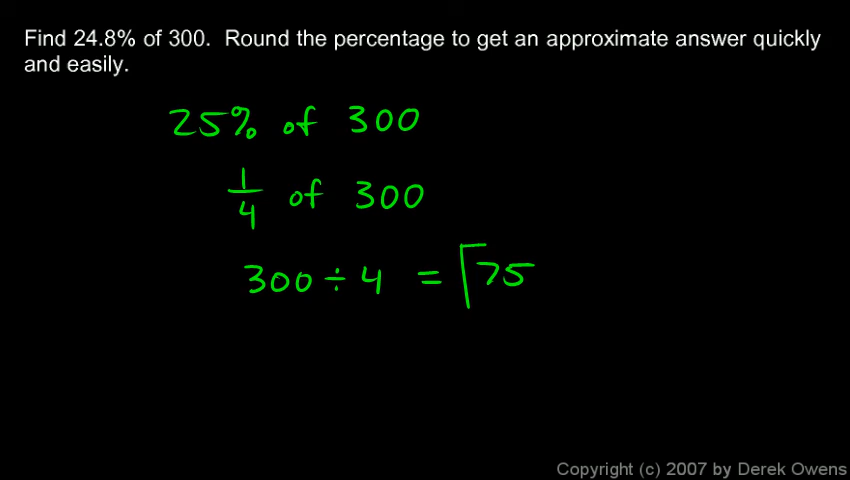 Find 24.8% of 300.  Round the percentage to get an approximate answer quickly
and easily.
25% of 300
1/4 of 300
300 ÷ 4 = 75
Copyright (c) 2007 by Derek Owens